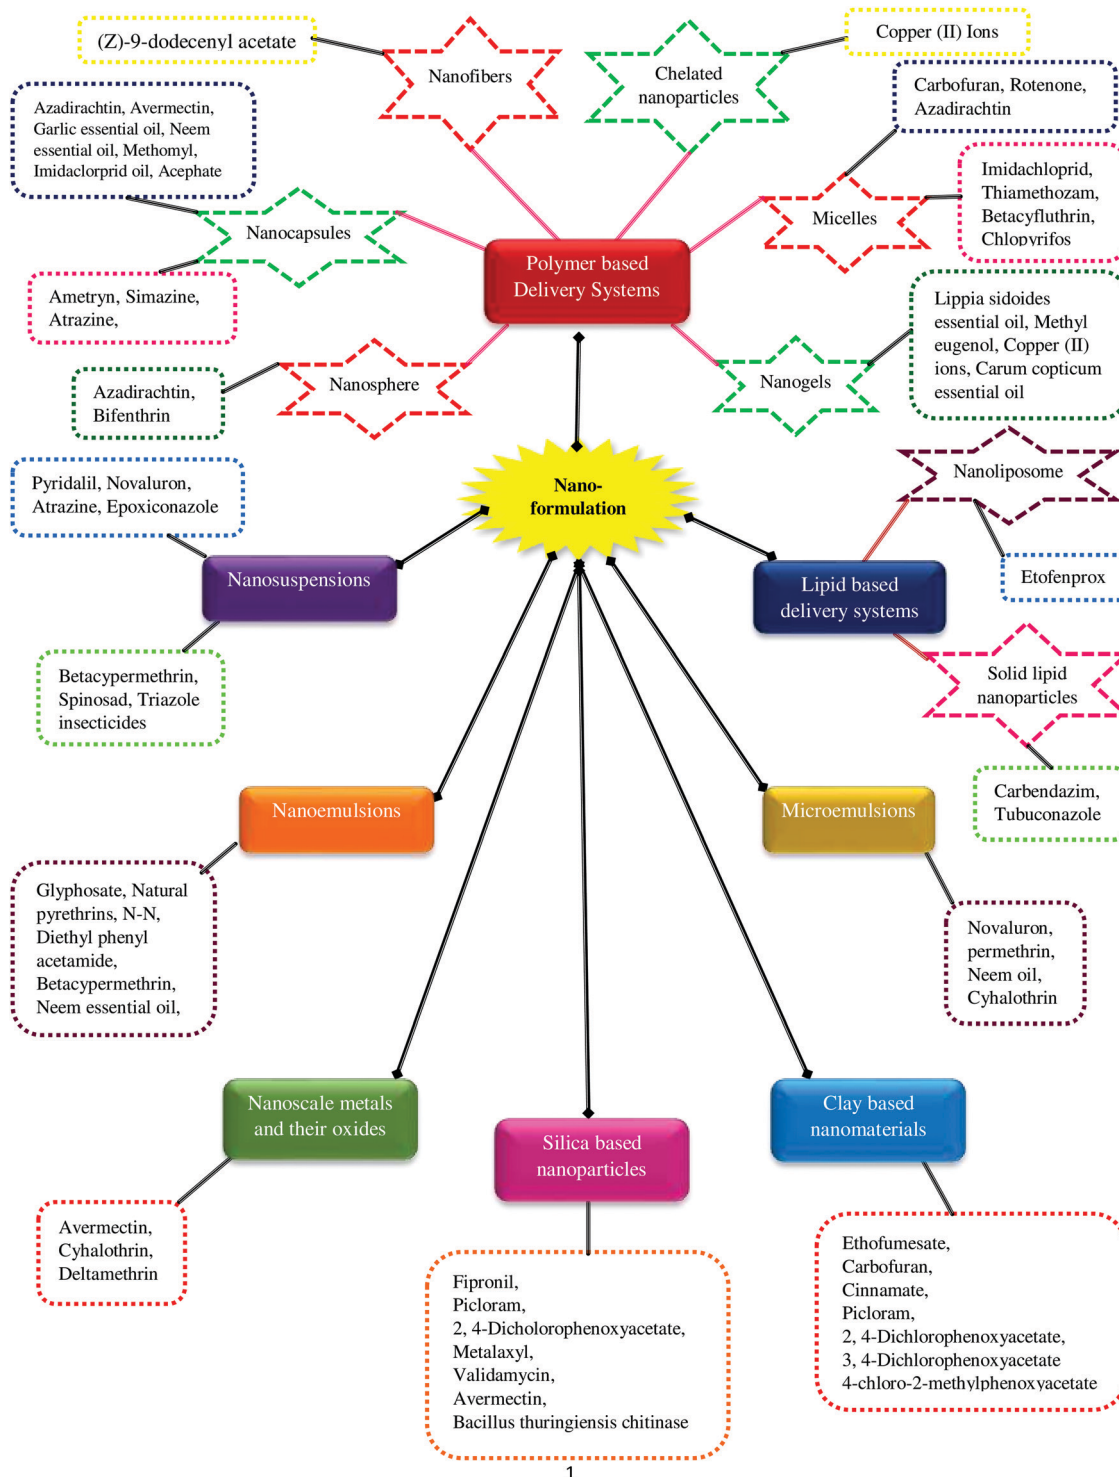 (Z)-9-dodecenyl acetate
Nanofibers
Chelated
nanoparticles
Copper (II) Ions
Azadirachtin, Avermectin,
Garlic essential oil, Neem
essential oil, Methomyl,
Imidaclorprid oil, Acephate
Carbofuran, Rotenone,
Azadirachtin
Nanocapsules
Micelles
Imidachloprid,
Thiamethozam,
Betacyfluthrin,
Chlopyrifos
Polymer based
Delivery Systems
Ametryn, Simazine,
Atrazine,
Lippia sidoides
essential oil, Methyl
eugenol, Copper (II)
ions, Carum copticum
essential oil
Nanosphere
Nanogels
Azadirachtin,
Bifenthrin
Nanoliposome
Pyridalil, Novaluron,
Atrazine, Epoxiconazole
Nano-
formulation
Nanosuspensions
Lipid based
delivery systems
Etofenprox
Betacypermethrin,
Spinosad, Triazole
insecticides
Solid lipid
nanoparticles
Carbendazim,
Tubuconazole
Nanoemulsions
Microemulsions
Glyphosate, Natural
pyrethrins, N-N,
Diethyl phenyl
acetamide,
Betacypermethrin,
Neem essential oil,
Novaluron,
permethrin,
Neem oil,
Cyhalothrin
Nanoscale metals
and their oxides
Silica based
nanoparticles
Clay based
nanomaterials
Avermectin,
Cyhalothrin,
Deltamethrin
Fipronil,
Picloram,
2, 4-Dicholorophenoxyacetate,
Metalaxyl,
Validamycin,
Avermectin,
Bacillus thuringiensis chitinase
Ethofumesate,
Carbofuran,
Cinnamate,
Picloram,
2, 4-Dichlorophenoxyacetate,
3, 4-Dichlorophenoxyacetate
4-chloro-2-methylphenoxyacetate
1